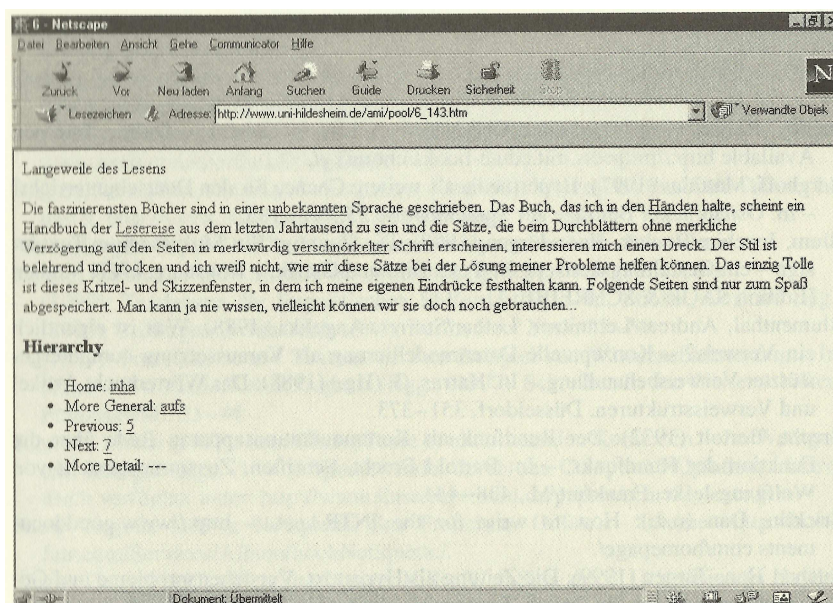 6 - Netscape
Datei Bearbeiten Ansicht Gehe Communicator Hilfe
Zurück Vor Neu laden Anfang Suchen Guide Drucken Sicherheit Stop
Lesezeichen Adresse: http://www.uni-hildesheim.de/ami/pool/6_143.htm Verwandte Objek
Langeweile des Lesens
Die faszinierensten Bücher sind in einer unbekannten Sprache geschrieben. Das Buch, das ich in den Händen halte, scheint ein
Handbuch der Lesereise aus dem letzten Jahrtausend zu sein und die Sätze, die beim Durchblättern ohne merkliche
Verzögerung auf den Seiten in merkwürdig verschnörkelter Schrift erscheinen, interessieren mich einen Dreck. Der Stil ist
belehrend und trocken und ich weiß nicht, wie mir diese Sätze bei der Lösung meiner Probleme helfen können. Das einzig Tolle
ist dieses Kritzel- und Skizzenfenster, in dem ich meine eigenen Eindrücke festhalten kann. Folgende Seiten sind nur zum Spaß
abgespeichert. Man kann ja nie wissen, vielleicht können wir sie doch noch gebrauchen...
Hierarchy
• Home: inha
• More General: aufs
• Previous: 5
• Next: 7
• More Detail: ---
Dokument: Übermittelt